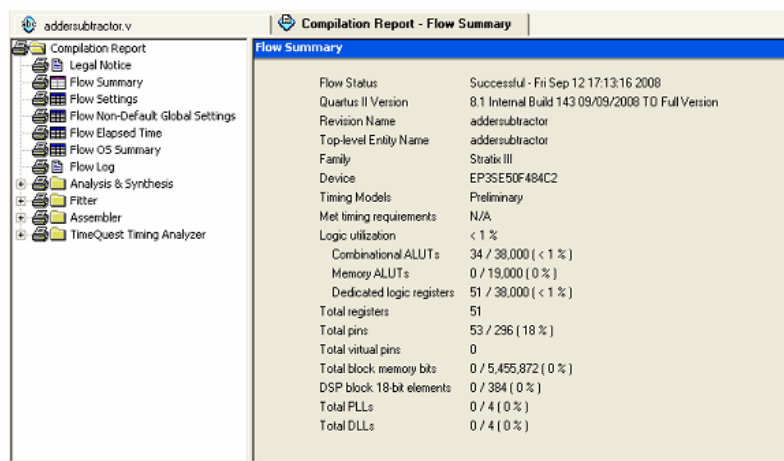 addersubtractor.v
Compilation Report - Flow Summary
Compilation Report
Legal Notice
Flow Summary
Flow Settings
Flow Non-Default Global Settings
Flow Elapsed Time
Flow OS Summary
Flow Log
Analysis & Synthesis
Fitter
Assembler
TimeQuest Timing Analyzer
Flow Summary
Flow Status Successful - Fri Sep 12 17:13:16 2008
Quartus II Version 8.1 Internal Build 143 09/09/2008 TO Full Version
Revision Name addersubtractor
Top-level Entity Name addersubtractor
Family Stratix III
Device EP3SE50F484C2
Timing Models Preliminary
Met timing requirements N/A
Logic utilization < 1 %
Combinational ALUTs 34 / 38,000 ( < 1 % )
Memory ALUTs 0 / 19,000 ( 0 % )
Dedicated logic registers 51 / 38,000 ( < 1 % )
Total registers 51
Total pins 53 / 296 ( 18 % )
Total virtual pins 0
Total block memory bits 0 / 5,455,872 ( 0 % )
DSP block 18-bit elements 0 / 384 ( 0 % )
Total PLLs 0 / 4 ( 0 % )
Total DLLs 0 / 4 ( 0 % )